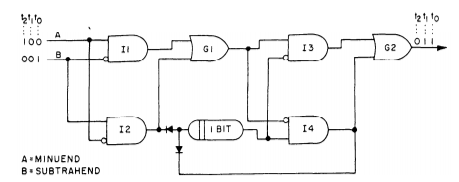 t2 t1 t0
A
1 0 0
0 0 1
B
I1
G1
I3
G2
t2 t1 t0
0 1 1
I2
1 BIT
I4
A = MINUEND
B = SUBTRAHEND